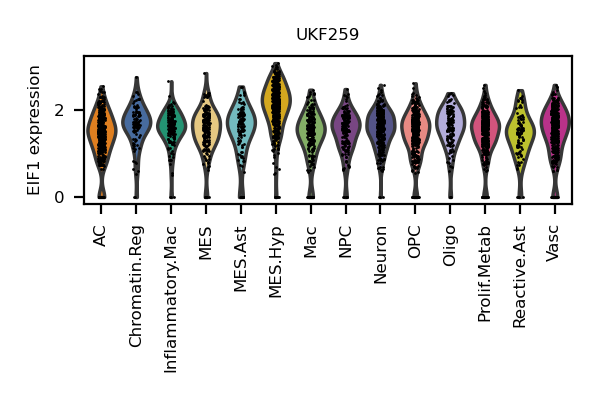 UKF259
EIF1 expression
2
0
AC
Chromatin.Reg
Inflammatory.Mac
MES
MES.Ast
MES.Hyp
Mac
NPC
Neuron
OPC
Oligo
Prolif.Metab
Reactive.Ast
Vasc